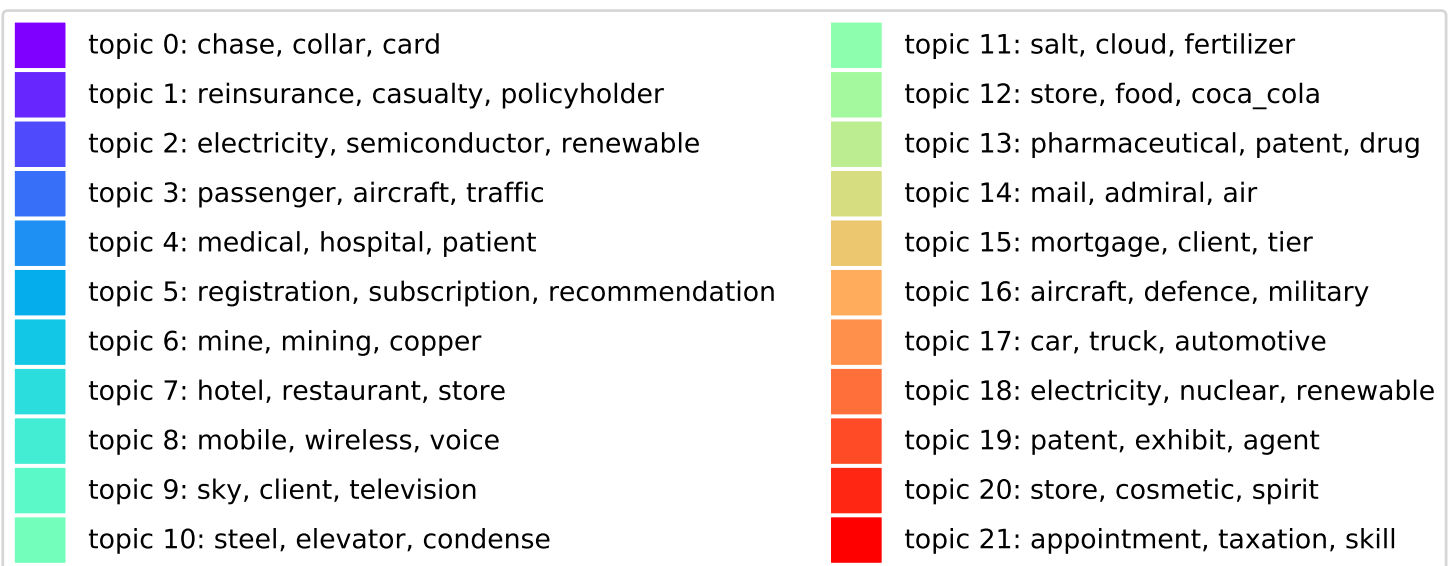 topic 0: chase, collar, card
topic 1: reinsurance, casualty, policyholder
topic 2: electricity, semiconductor, renewable
topic 3: passenger, aircraft, traffic
topic 4: medical, hospital, patient
topic 5: registration, subscription, recommendation
topic 6: mine, mining, copper
topic 7: hotel, restaurant, store
topic 8: mobile, wireless, voice
topic 9: sky, client, television
topic 10: steel, elevator, condense
topic 11: salt, cloud, fertilizer
topic 12: store, food, coca_cola
topic 13: pharmaceutical, patent, drug
topic 14: mail, admiral, air
topic 15: mortgage, client, tier
topic 16: aircraft, defence, military
topic 17: car, truck, automotive
topic 18: electricity, nuclear, renewable
topic 19: patent, exhibit, agent
topic 20: store, cosmetic, spirit
topic 21: appointment, taxation, skill